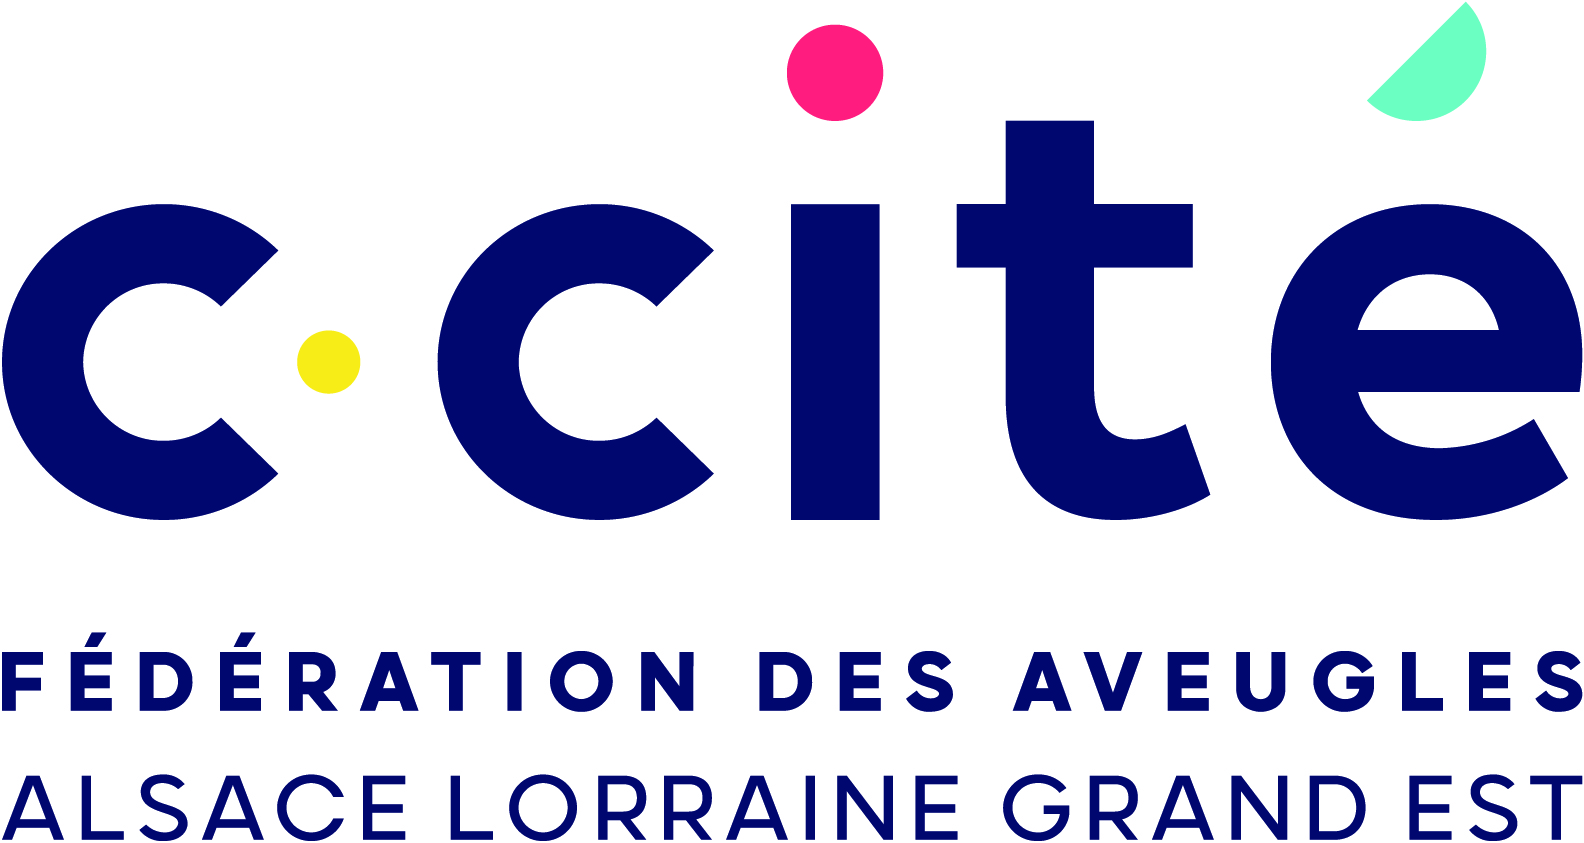 c·cité
FÉDÉRATION DES AVEUGLES
ALSACE LORRAINE GRAND EST